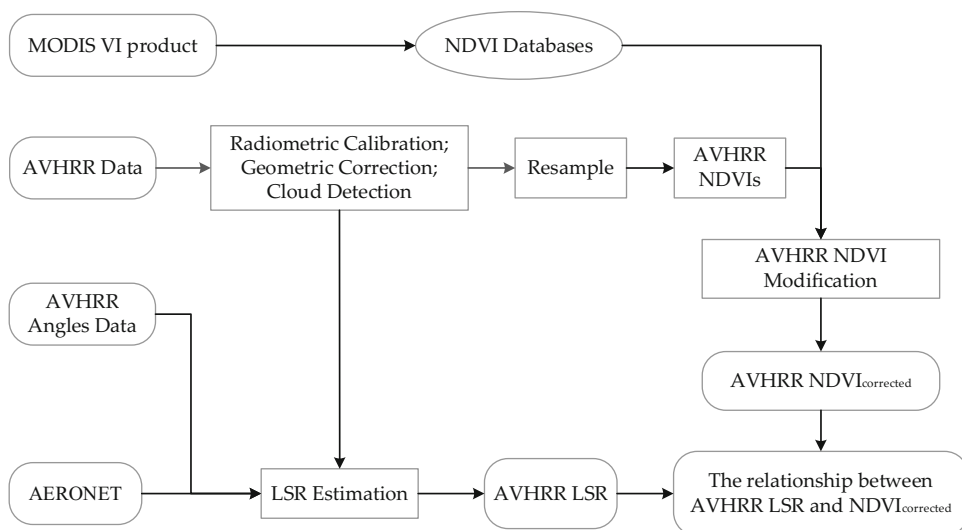 MODIS VI product
NDVI Databases
AVHRR Data
Radiometric Calibration;
Geometric Correction;
Cloud Detection
Resample
AVHRR
NDVIs
AVHRR NDVI
Modification
AVHRR
Angles Data
AVHRR NDVIcorrected
AERONET
LSR Estimation
AVHRR LSR
The relationship between
AVHRR LSR and NDVIcorrected